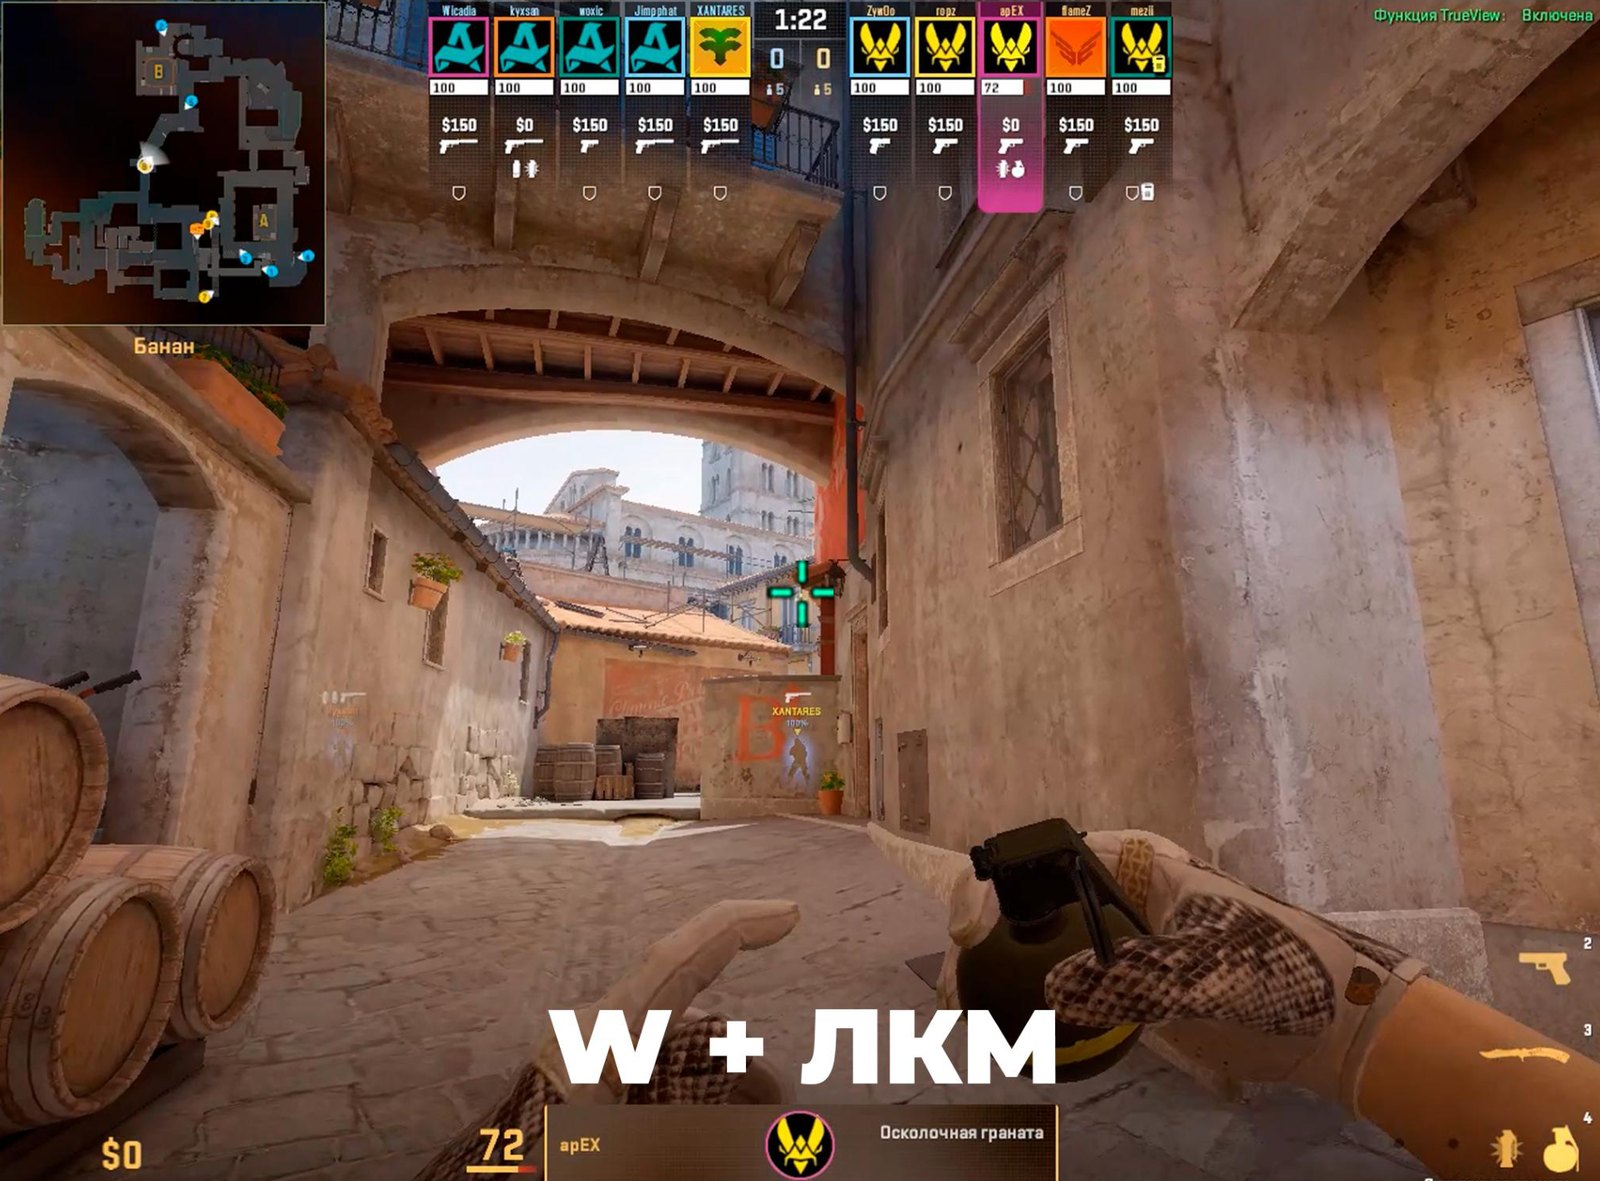 Wicadia kyxsan woxic Jimpphat XANTARES 1:22 ZywOo ropz apEX flameZ mezii
Функция TrueView: Включена
B
100 100 100 100 100 0 0 100 100 72 100 100
5 5
$150 $0 $150 $150 $150 $150 $150 $0 $150 $150
A
Банан
XANTARES
100%
B
2
3
4
W + ЛКМ
$0
72
apEX
Осколочная граната